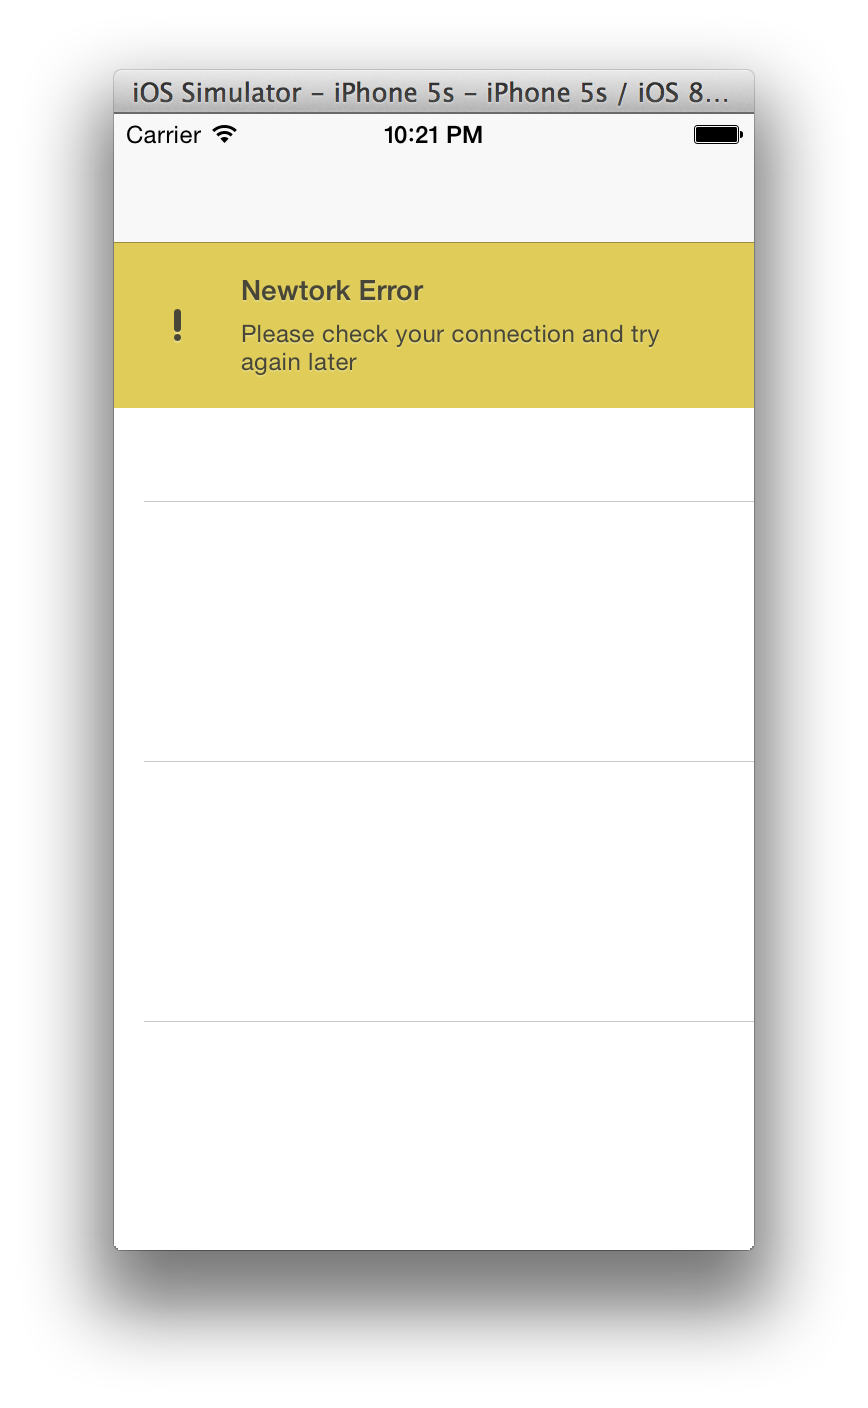 iOS Simulator - iPhone 5s - iPhone 5s / iOS 8...
Carrier 10:21 PM
Newtork Error
Please check your connection and try
again later